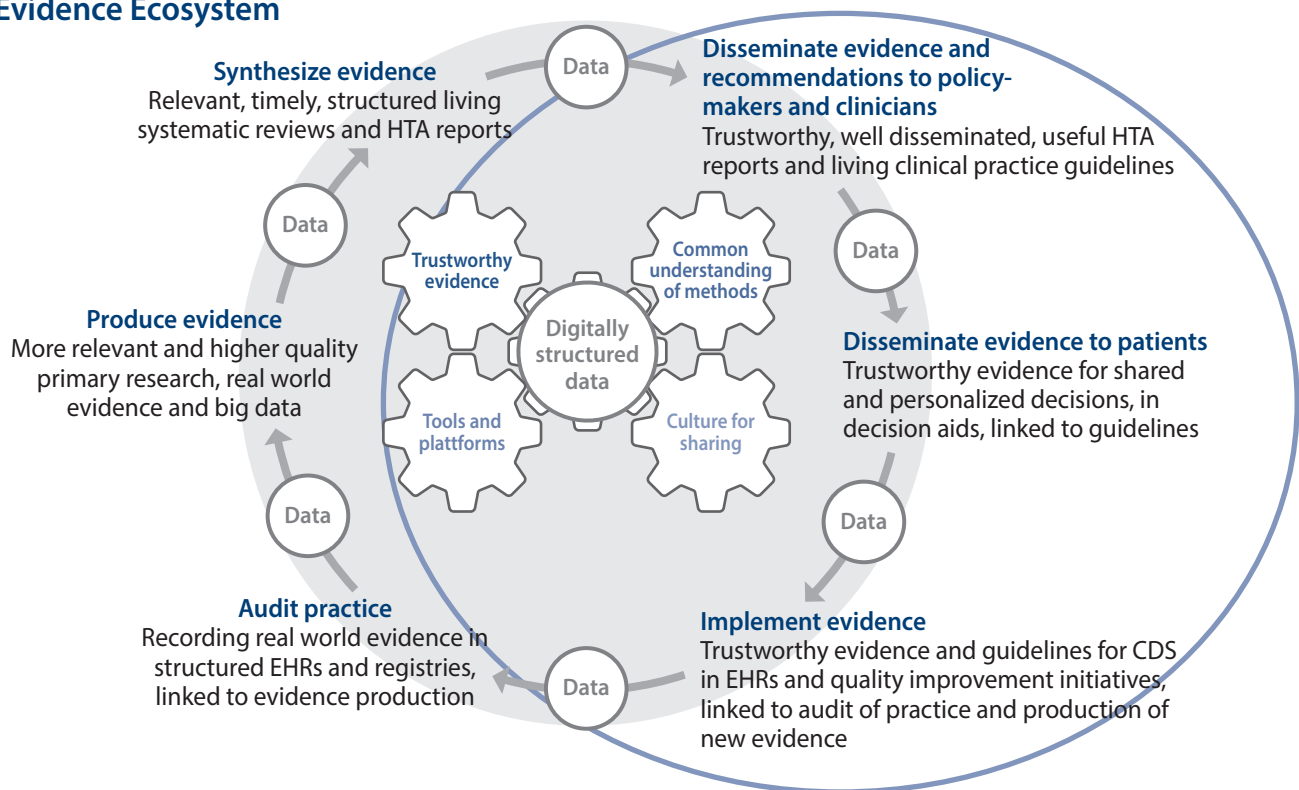 Evidence Ecosystem
Synthesize evidence
Relevant, timely, structured living
systematic reviews and HTA reports
Data
Disseminate evidence and
recommendations to policy-
makers and clinicians
Trustworthy, well disseminated, useful HTA
reports and living clinical practice guidelines
Data
Data
Trustworthy
evidence
Common
understanding
of methods
Digitally
structured
data
Tools and
plattforms
Culture for
sharing
Produce evidence
More relevant and higher quality
primary research, real world
evidence and big data
Disseminate evidence to patients
Trustworthy evidence for shared
and personalized decisions, in
decision aids, linked to guidelines
Data
Data
Audit practice
Recording real world evidence in
structured EHRs and registries,
linked to evidence production
Data
Implement evidence
Trustworthy evidence and guidelines for CDS
in EHRs and quality improvement initiatives,
linked to audit of practice and production of
new evidence